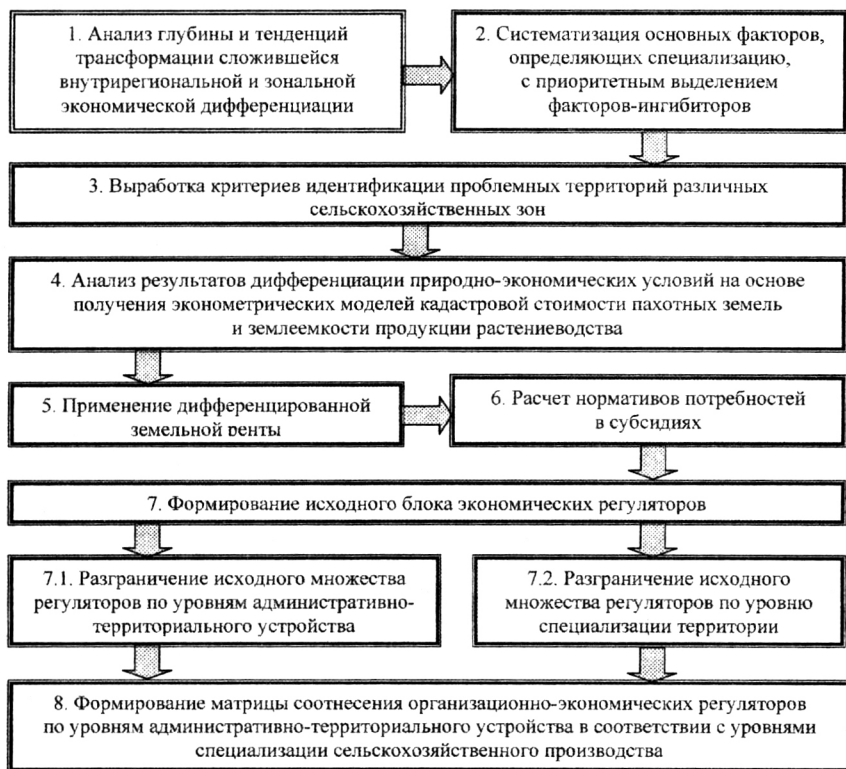 1. Анализ глубины и тенденций
трансформации сложившейся
внутрирегиональной и зональной
экономической дифференциации
2. Систематизация основных факторов,
определяющих специализацию,
с приоритетным выделением
факторов-ингибиторов
3. Выработка критериев идентификации проблемных территорий различных
сельскохозяйственных зон
4. Анализ результатов дифференциации природно-экономических условий на основе
получения эконометрических моделей кадастровой стоимости пахотных земель
и землеемкости продукции растениеводства
5. Применение дифференцированной
земельной ренты
6. Расчет нормативов потребностей
в субсидиях
7. Формирование исходного блока экономических регуляторов
7.1. Разграничение исходного множества
регуляторов по уровням административно-
территориального устройства
7.2. Разграничение исходного
множества регуляторов по уровню
специализации территории
8. Формирование матрицы соотнесения организационно-экономических регуляторов
по уровням административно-территориального устройства в соответствии с уровнями
специализации сельскохозяйственного производства